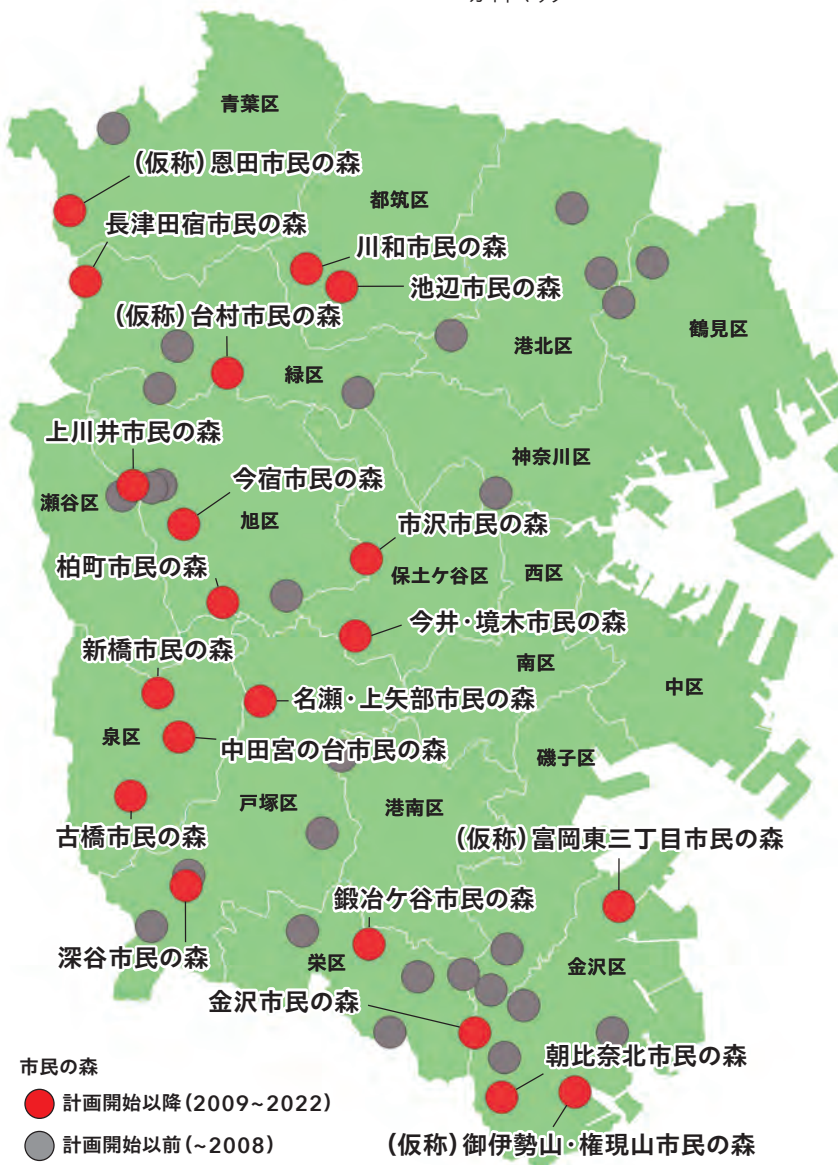 ガイドマップ
青葉区
(仮称)恩田市民の森
都筑区
長津田宿市民の森
川和市民の森
池辺市民の森
(仮称)台村市民の森
鶴見区
港北区
緑区
上川井市民の森
神奈川区
今宿市民の森
瀬谷区
旭区
市沢市民の森
柏町市民の森
保土ケ谷区
西区
今井・境木市民の森
新橋市民の森
南区
中区
名瀬・上矢部市民の森
泉区
中田宮の台市民の森
磯子区
戸塚区
港南区
古橋市民の森
(仮称)富岡東三丁目市民の森
鍛冶ケ谷市民の森
深谷市民の森
栄区
金沢区
金沢市民の森
朝比奈北市民の森
市民の森
計画開始以降(2009~2022)
計画開始以前(~2008)
(仮称)御伊勢山・権現山市民の森